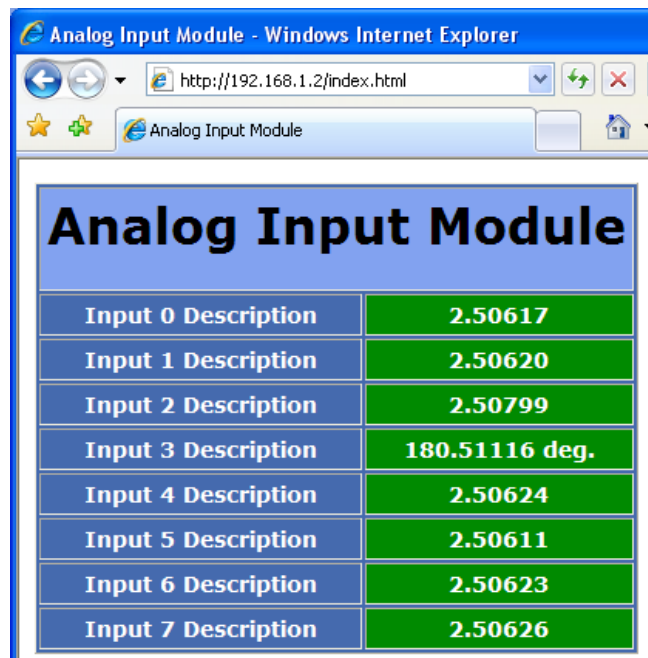 Analog Input Module - Windows Internet Explorer
http://192.168.1.2/index.html
Analog Input Module
Analog Input Module
Input 0 Description 2.50617
Input 1 Description 2.50620
Input 2 Description 2.50799
Input 3 Description 180.51116 deg.
Input 4 Description 2.50624
Input 5 Description 2.50611
Input 6 Description 2.50623
Input 7 Description 2.50626